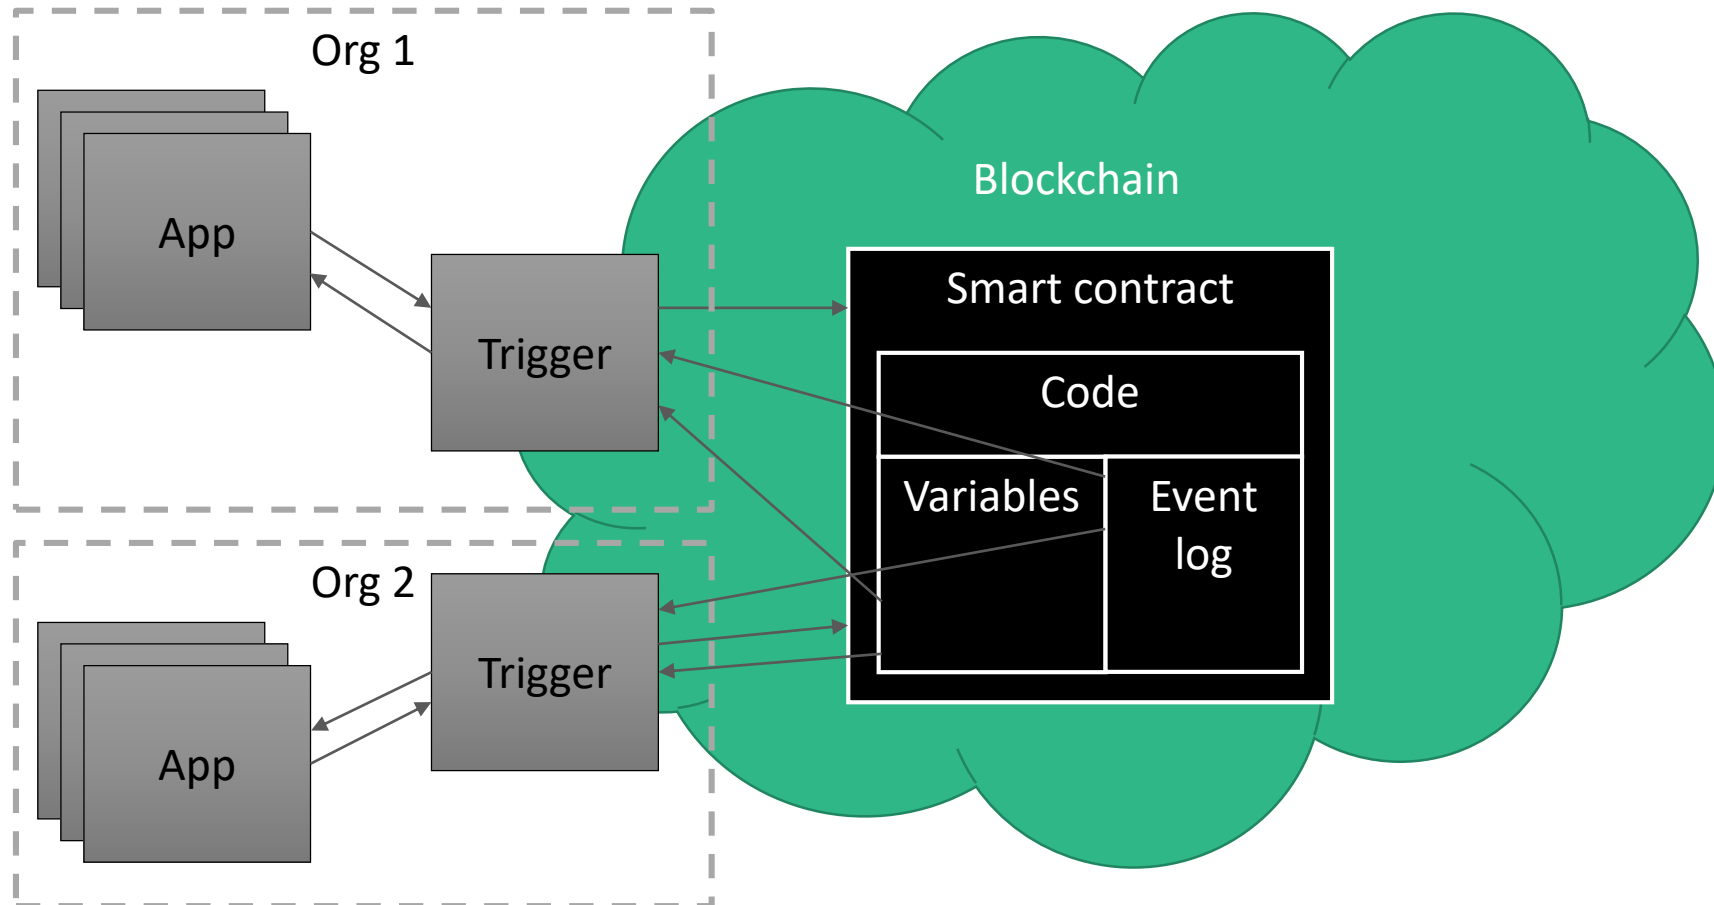 Org 1
App
Trigger
Blockchain
Smart contract
Code
Variables
Event
log
Org 2
Trigger
App